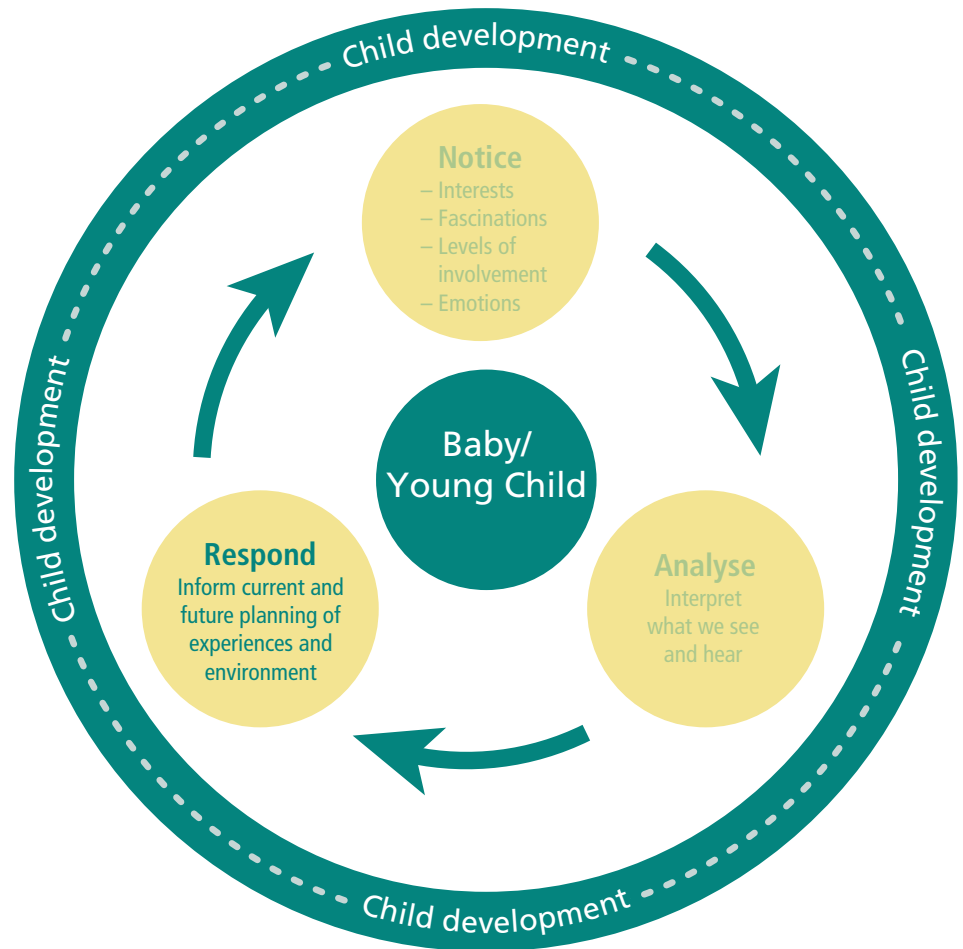 Child development
Notice
– Interests
– Fascinations
– Levels of
involvement
– Emotions
Child development
Child development
Baby/
Young Child
Respond
Inform current and
future planning of
experiences and
environment
Analyse
Interpret
what we see
and hear
Child development